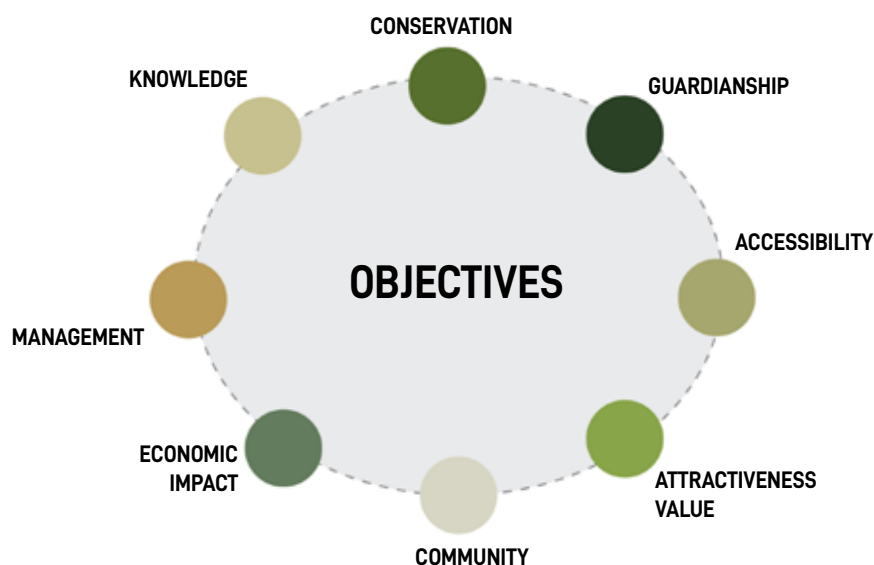 CONSERVATION
KNOWLEDGE
GUARDIANSHIP
ACCESSIBILITY
OBJECTIVES
MANAGEMENT
ECONOMIC
IMPACT
ATTRACTIVENESS
VALUE
COMMUNITY